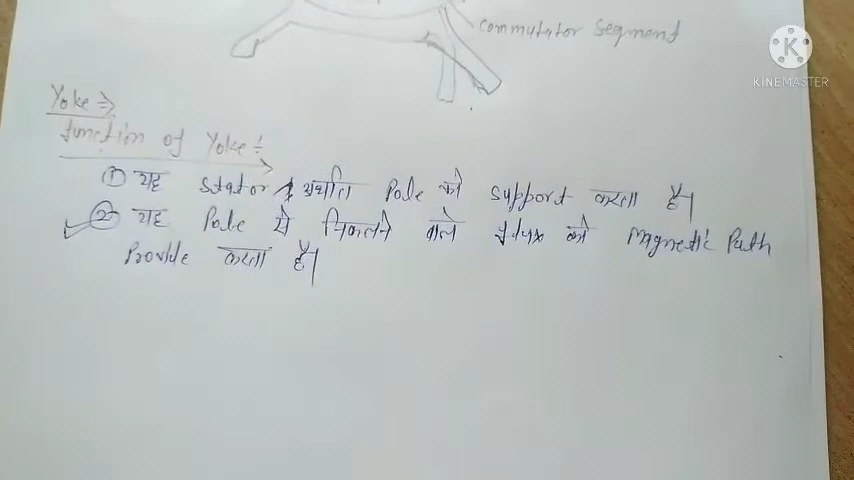 commutator segment
KINEMASTER
Yoke ⇒
function of Yoke ÷
① यह stator अर्थात Pole को support करता है।
② यह Pole से निकलने वाले flux को Magnetic Path
Provide करता है।